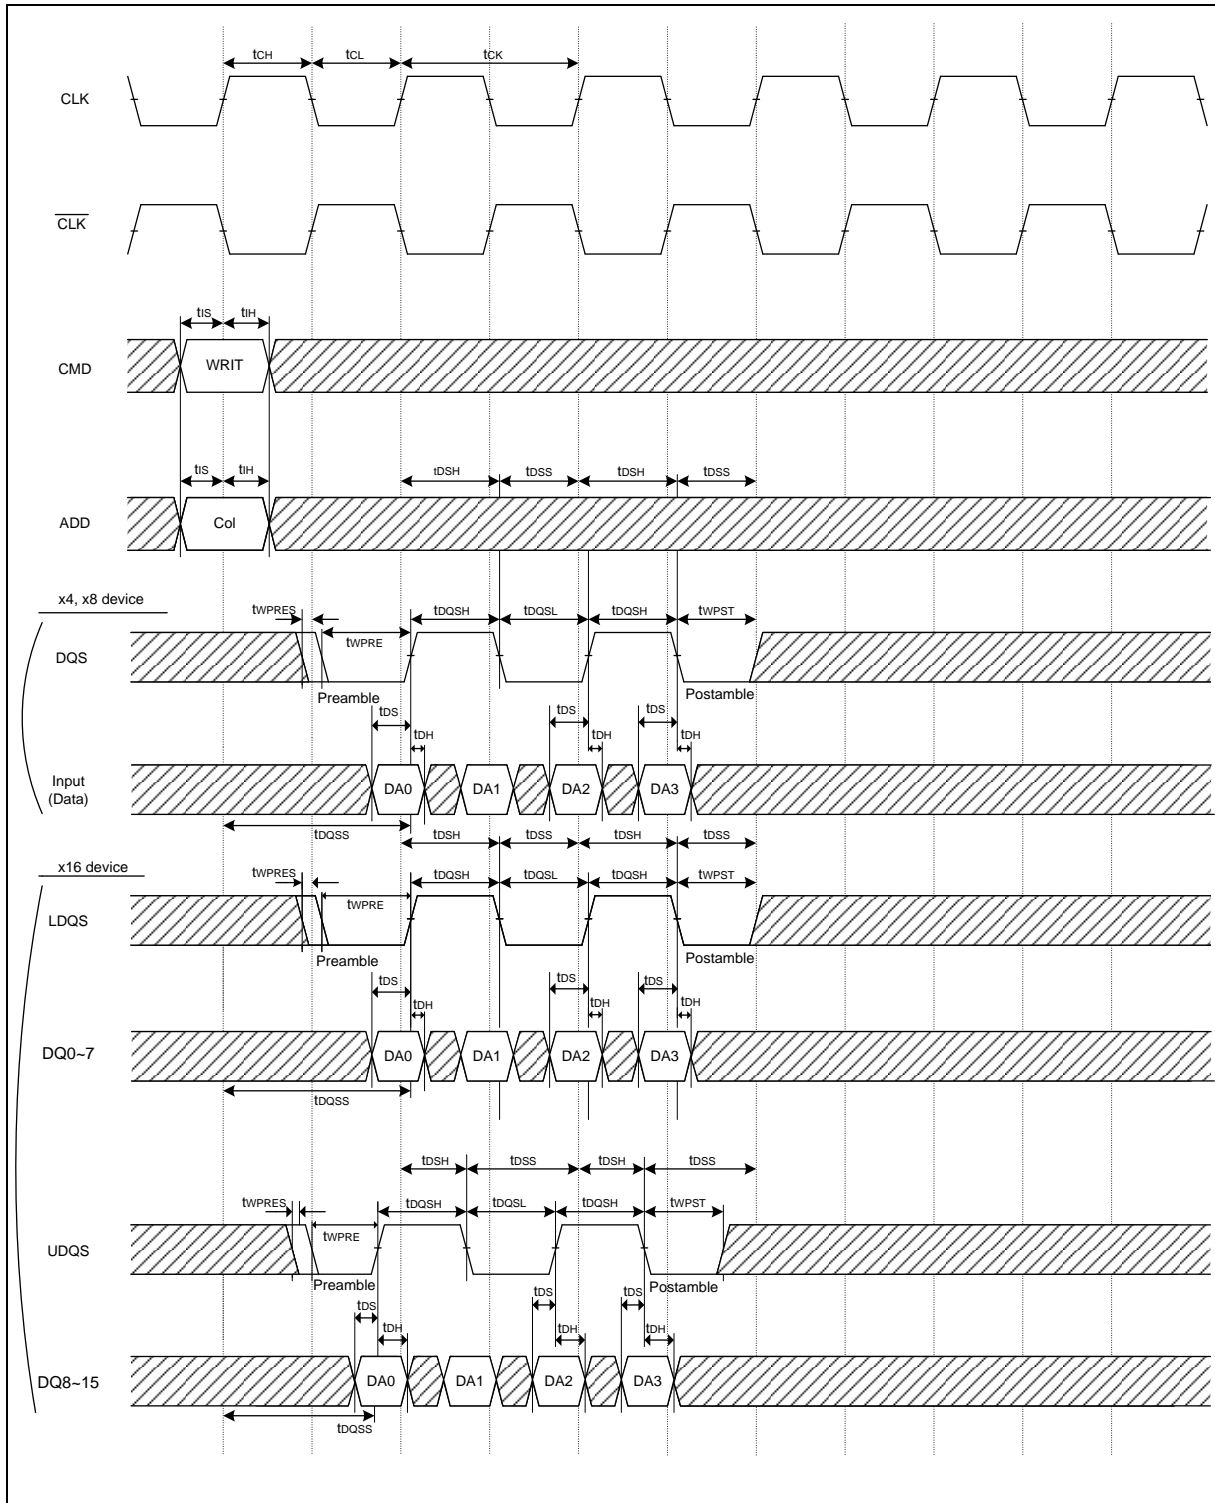 tCH tCL tCK
CLK
CLK
tIS tIH
CMD WRIT
tIS tIH tDSH tDSS tDSH tDSS
ADD Col
x4, x8 device
tWPRES tDQSH tDQSL tDQSH tWPST
tWPRE
DQS
Preamble Postamble
tDS tDS tDS
tDH tDH tDH
Input
(Data)
DA0 DA1 DA2 DA3
tDQSS tDSH tDSS tDSH tDSS
x16 device
tWPRES tDQSH tDQSL tDQSH tWPST
tWPRE
LDQS
Preamble Postamble
tDS tDS tDS
tDH tDH tDH
DQ0~7 DA0 DA1 DA2 DA3
tDQSS
tDSH tDSS tDSH tDSS
tWPRES tDQSH tDQSL tDQSH tWPST
tWPRE
UDQS
Preamble Postamble
tDS tDS tDS
tDH tDH tDH
DQ8~15 DA0 DA1 DA2 DA3
tDQSS